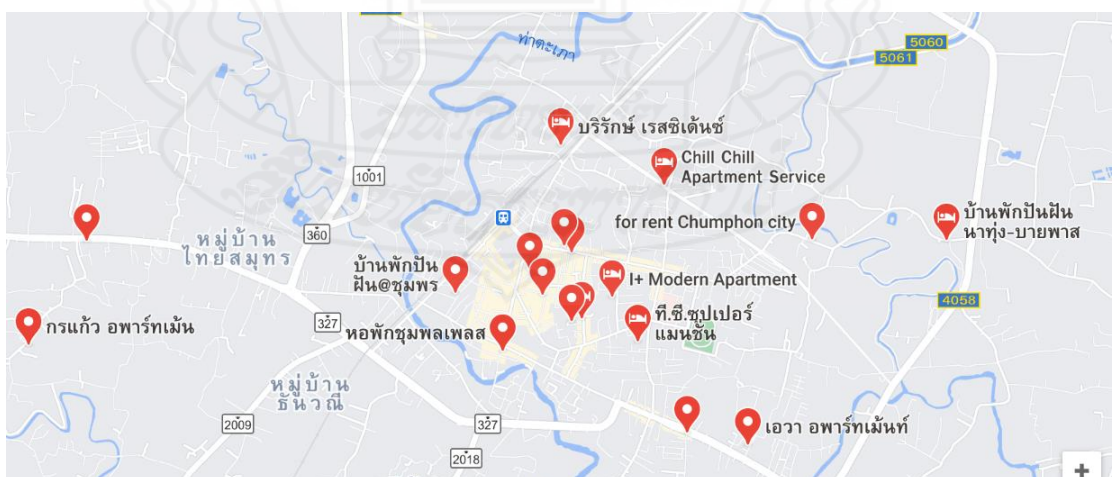 5060
5061
ท่าตะเภา
บริรักษ์ เรสซิเด้นซ์
Chill Chill
Apartment Service
1001
for rent Chumphon city
บ้านพักปันฝัน
นาทุ่ง-บายพาส
360
หมู่บ้าน
ไทยสมุทร
บ้านพักปัน
ฝัน@ชุมพร
I+ Modern Apartment
4058
กรแก้ว อพาร์ทเม้น
327
หอพักชุมพลเพลส
ที.ซี.ซุปเปอร์
แมนชั่น
หมู่บ้าน
ธันวณี
2009
327
เอวา อพาร์ทเม้นท์
2018
+